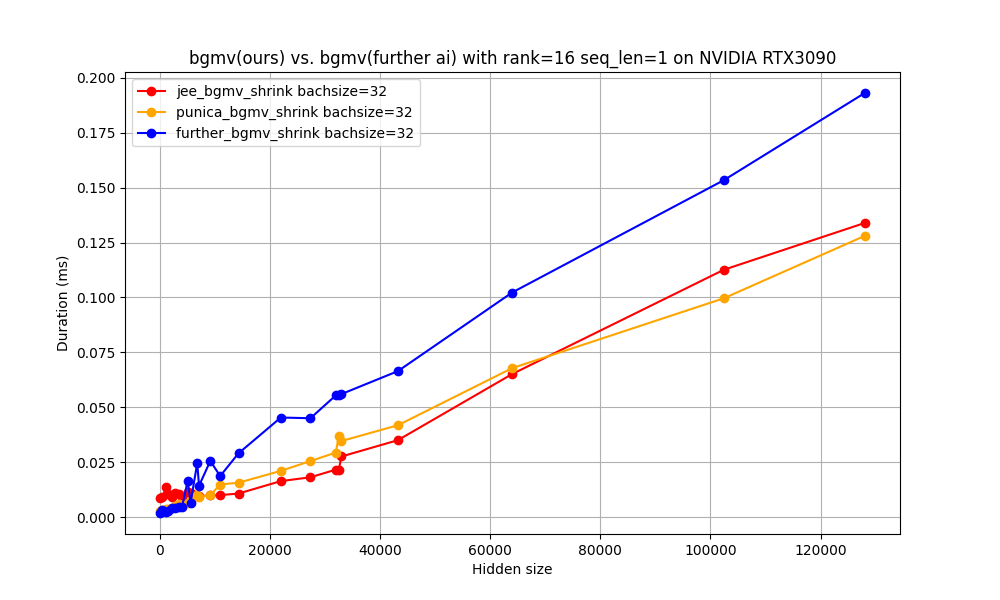 bgmv(ours) vs. bgmv(further ai) with rank=16 seq_len=1 on NVIDIA RTX3090
jee_bgmv_shrink bachsize=32
punica_bgmv_shrink bachsize=32
further_bgmv_shrink bachsize=32
Duration (ms)
0.200
0.175
0.150
0.125
0.100
0.075
0.050
0.025
0.000
0 20000 40000 60000 80000 100000 120000
Hidden size